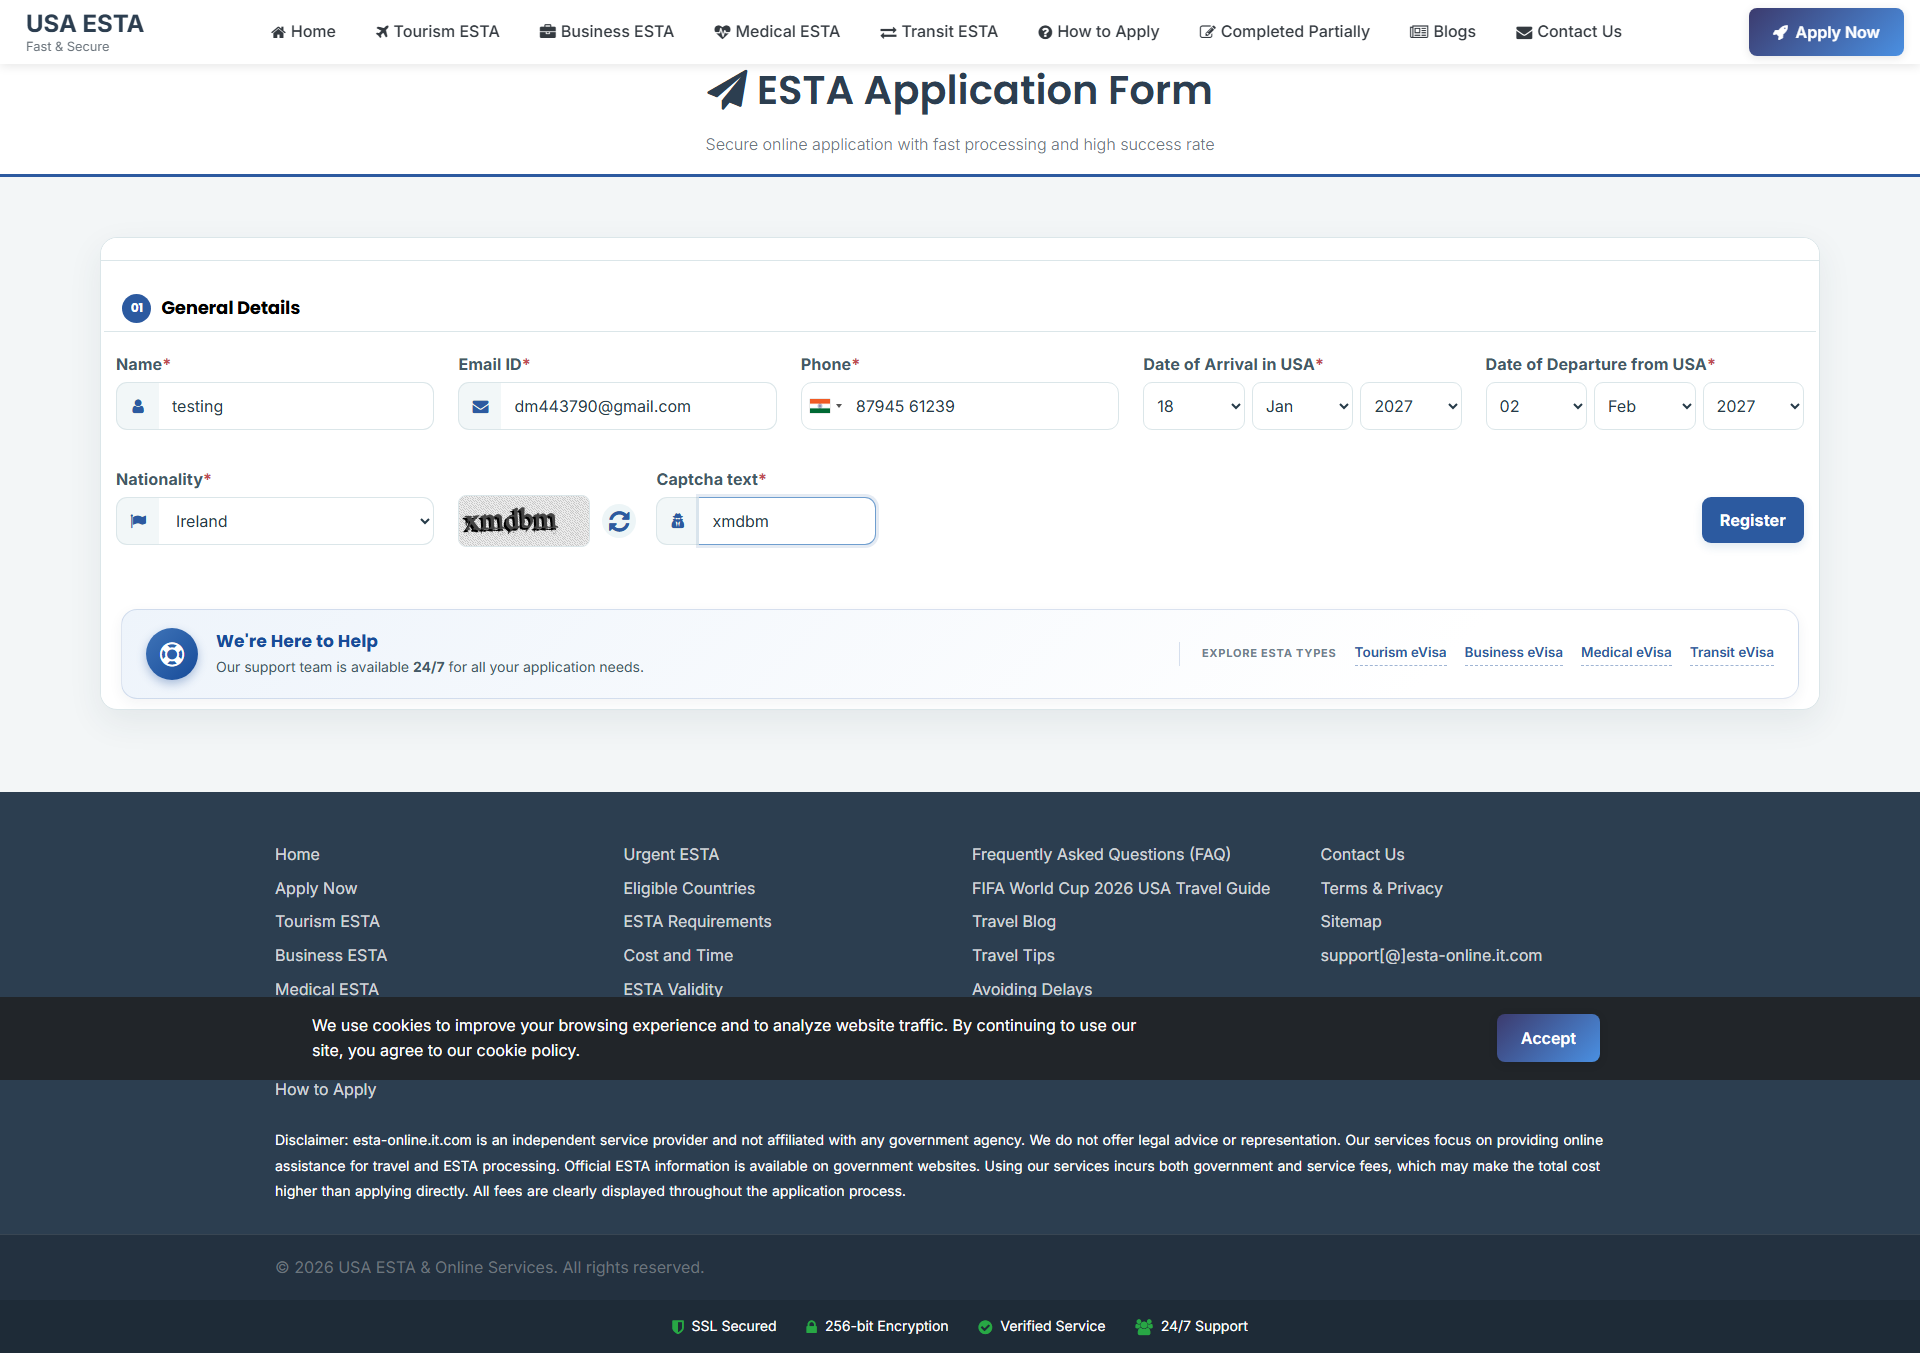 USA ESTA
Fast & Secure
Home
Tourism ESTA
Business ESTA
Medical ESTA
Transit ESTA
How to Apply
Completed Partially
Blogs
Contact Us
Apply Now
ESTA Application Form
Secure online application with fast processing and high success rate
01 General Details
Name*
Email ID*
Phone*
Date of Arrival in USA*
Date of Departure from USA*
testing
dm443790@gmail.com
87945 61239
18 Jan 2027
02 Feb 2027
Nationality*
Captcha text*
Ireland
xmdbm
xmdbm
Register
We're Here to Help
Our support team is available 24/7 for all your application needs.
EXPLORE ESTA TYPES
Tourism eVisa
Business eVisa
Medical eVisa
Transit eVisa
Home
Apply Now
Tourism ESTA
Business ESTA
Medical ESTA
Urgent ESTA
Eligible Countries
ESTA Requirements
Cost and Time
ESTA Validity
Frequently Asked Questions (FAQ)
FIFA World Cup 2026 USA Travel Guide
Travel Blog
Travel Tips
Avoiding Delays
Contact Us
Terms & Privacy
Sitemap
support[@]esta-online.it.com
We use cookies to improve your browsing experience and to analyze website traffic. By continuing to use our
site, you agree to our cookie policy.
Accept
How to Apply
Disclaimer: esta-online.it.com is an independent service provider and not affiliated with any government agency. We do not offer legal advice or representation. Our services focus on providing online
assistance for travel and ESTA processing. Official ESTA information is available on government websites. Using our services incurs both government and service fees, which may make the total cost
higher than applying directly. All fees are clearly displayed throughout the application process.
© 2026 USA ESTA & Online Services. All rights reserved.
SSL Secured
256-bit Encryption
Verified Service
24/7 Support